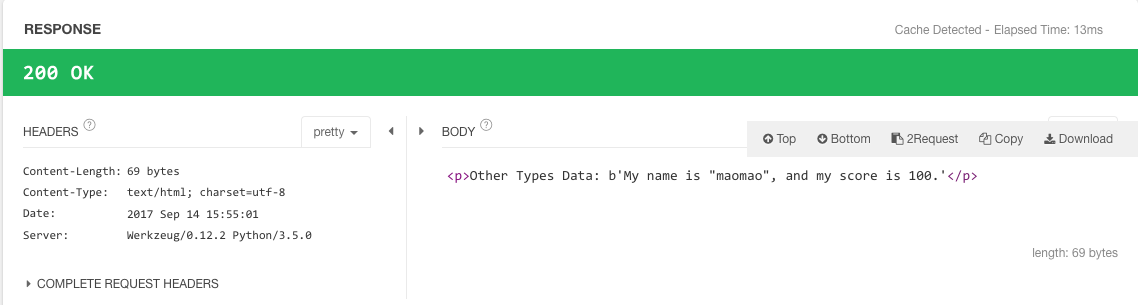 RESPONSE
Cache Detected - Elapsed Time: 13ms
200 OK
HEADERS ?
pretty
BODY ?
Top Bottom 2Request Copy Download
Content-Length: 69 bytes
Content-Type: text/html; charset=utf-8
Date: 2017 Sep 14 15:55:01
Server: Werkzeug/0.12.2 Python/3.5.0
COMPLETE REQUEST HEADERS
<p>Other Types Data: b'My name is "maomao", and my score is 100.'</p>
length: 69 bytes